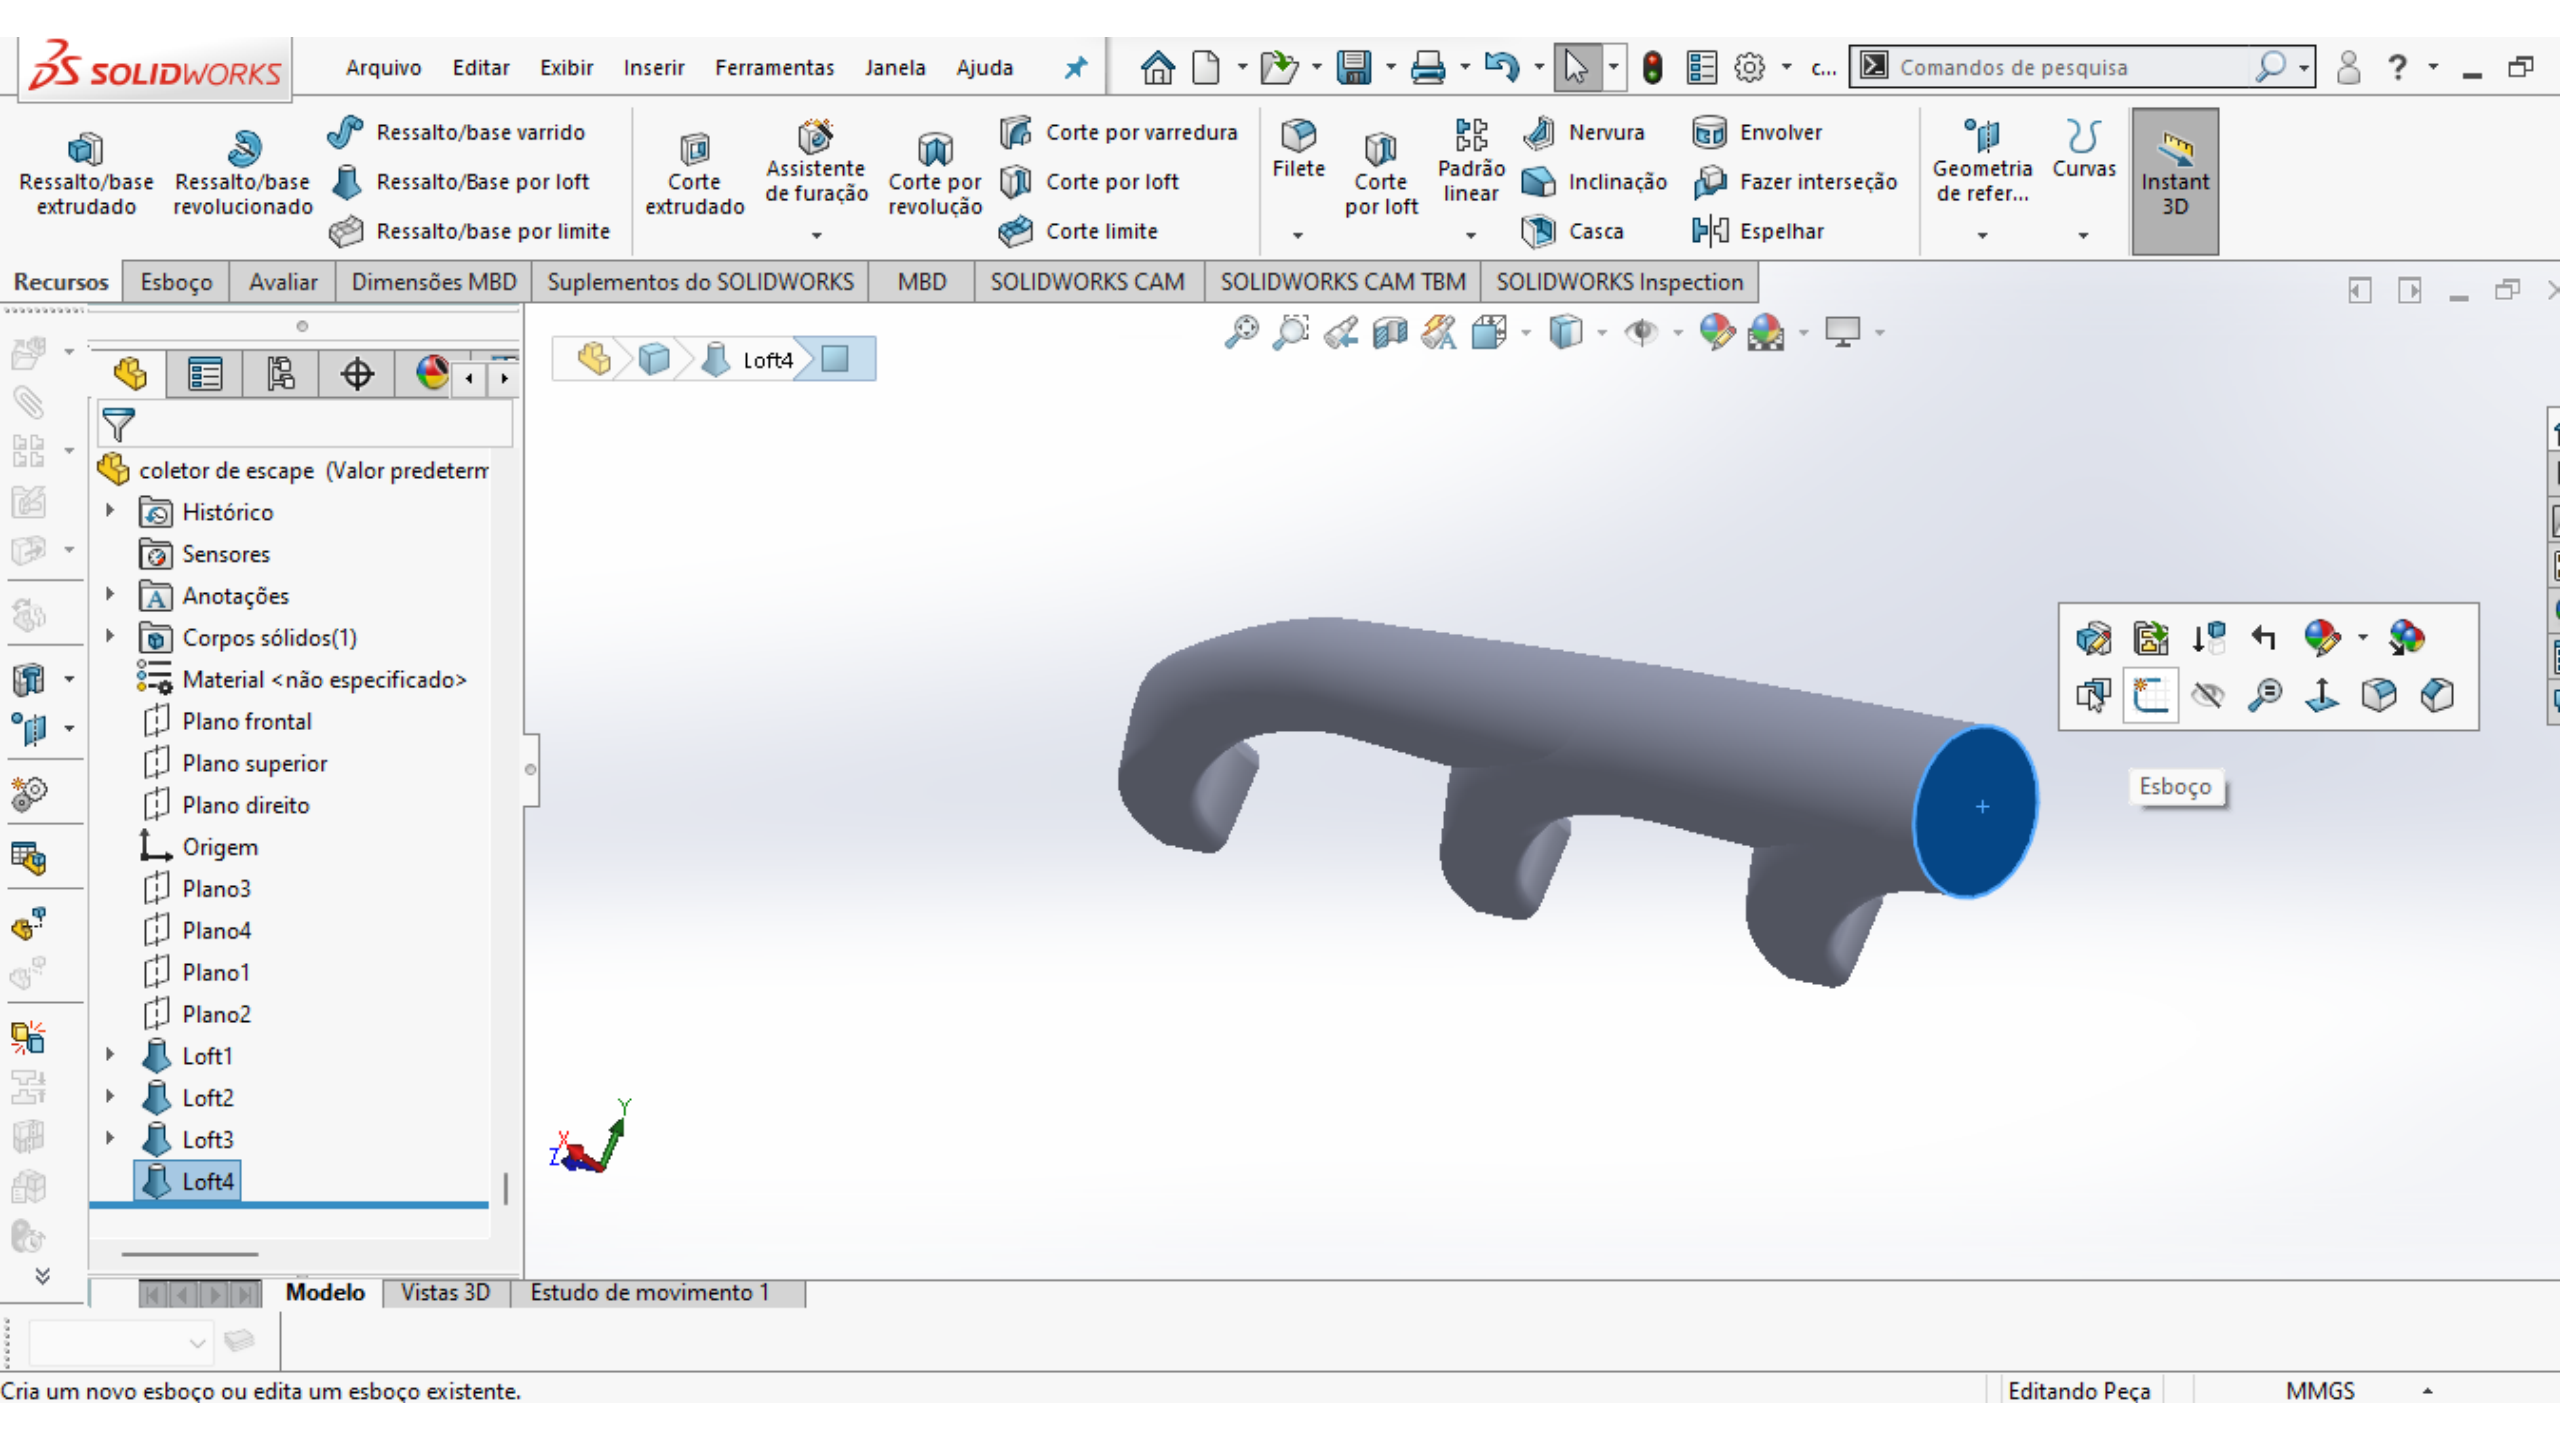 SOLIDWORKS
Arquivo Editar Exibir Inserir Ferramentas Janela Ajuda
c...
Comandos de pesquisa
?
Ressalto/base extrudado
Ressalto/base revolucionado
Ressalto/base varrido
Ressalto/Base por loft
Ressalto/base por limite
Corte extrudado
Assistente de furação
Corte por revolução
Corte por varredura
Corte por loft
Corte limite
Filete
Corte por loft
Padrão linear
Nervura
Inclinação
Casca
Envolver
Fazer interseção
Espelhar
Geometria de refer...
Curvas
Instant 3D
Recursos Esboço Avaliar Dimensões MBD Suplementos do SOLIDWORKS MBD SOLIDWORKS CAM SOLIDWORKS CAM TBM SOLIDWORKS Inspection
Loft4
coletor de escape (Valor predeterm
Histórico
Sensores
Anotações
Corpos sólidos(1)
Material <não especificado>
Plano frontal
Plano superior
Plano direito
Origem
Plano3
Plano4
Plano1
Plano2
Loft1
Loft2
Loft3
Loft4
Esboço
Y
X
Z
Modelo Vistas 3D Estudo de movimento 1
Cria um novo esboço ou edita um esboço existente.
Editando Peça MMGS